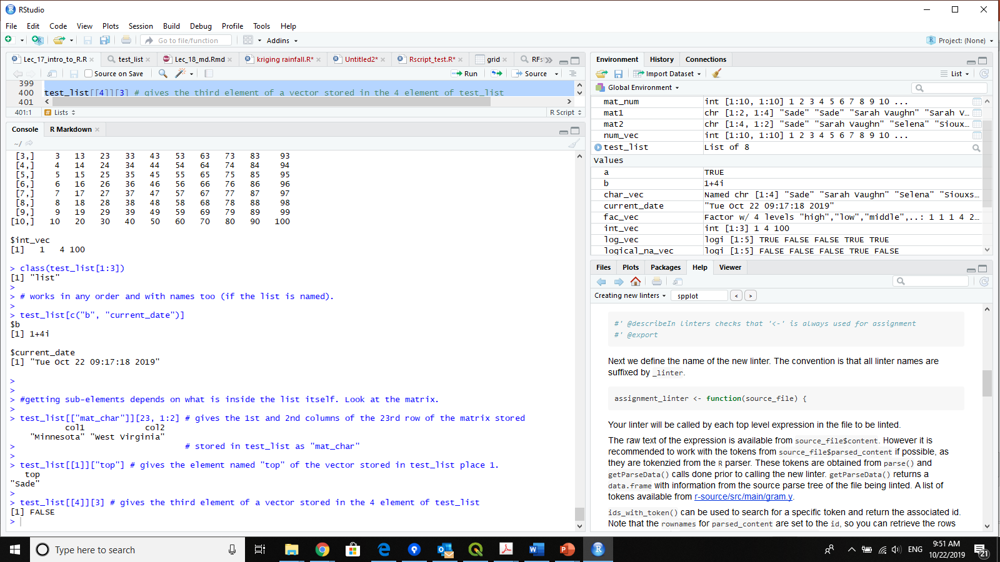 RStudio
File Edit Code View Plots Session Build Debug Profile Tools Help
Go to file/function Addins Project: (None)
Lec_17_intro_to_R.R test_list Lec_18_md.Rmd kriging rainfall.R* Untitled2* Rscript_test.R* grid RFs
Source on Save Run Source
399
400 test_list[[4]][3] # gives the third element of a vector stored in the 4 element of test_list
401
401:1 Lists R Script
Console R Markdown
~/
[3,] 3 13 23 33 43 53 63 73 83 93
[4,] 4 14 24 34 44 54 64 74 84 94
[5,] 5 15 25 35 45 55 65 75 85 95
[6,] 6 16 26 36 46 56 66 76 86 96
[7,] 7 17 27 37 47 57 67 77 87 97
[8,] 8 18 28 38 48 58 68 78 88 98
[9,] 9 19 29 39 49 59 69 79 89 99
[10,] 10 20 30 40 50 60 70 80 90 100
$int_vec
[1] 1 4 100
> class(test_list[1:3])
[1] "list"
>
> # works in any order and with names too (if the list is named).
>
> test_list[c("b", "current_date")]
$b
[1] 1+4i
$current_date
[1] "Tue Oct 22 09:17:18 2019"
>
>
> #getting sub-elements depends on what is inside the list itself. Look at the matrix.
>
> test_list[["mat_char"]][23, 1:2] # gives the 1st and 2nd columns of the 23rd row of the matrix stored
col1 col2
"Minnesota" "West Virginia"
> # stored in test_list as "mat_char"
>
> test_list[[1]]["top"] # gives the element named "top" of the vector stored in test_list place 1.
top
"Sade"
>
> test_list[[4]][3] # gives the third element of a vector stored in the 4 element of test_list
[1] FALSE
>
Environment History Connections
Import Dataset List
Global Environment
mat_num int [1:10, 1:10] 1 2 3 4 5 6 7 8 9 10 ...
mat1 chr [1:2, 1:4] "Sade" "Sade" "Sarah Vaughn" "Sarah V…
mat2 chr [1:4, 1:2] "Sade" "Sarah Vaughn" "Selena" "Sioux…
num_vec int [1:10, 1:10] 1 2 3 4 5 6 7 8 9 10 ...
test_list List of 8
Values
a TRUE
b 1+4i
char_vec Named chr [1:4] "Sade" "Sarah Vaughn" "Selena" "Siouxs…
current_date "Tue Oct 22 09:17:18 2019"
fac_vec Factor w/ 4 levels "high","low","middle",..: 1 1 1 4 2…
int_vec int [1:3] 1 4 100
log_vec logi [1:5] TRUE FALSE FALSE TRUE TRUE
logical_na_vec logi [1:5] FALSE FALSE FALSE TRUE FALSE
Files Plots Packages Help Viewer
Creating new linters spplot < >
#' @describeIn linters checks that '<-' is always used for assignment
#' @export
Next we define the name of the new linter. The convention is that all linter names are
suffixed by _linter.
assignment_linter <- function(source_file) {
Your linter will be called by each top level expression in the file to be linted.
The raw text of the expression is available from source_file$content. However it is
recommended to work with the tokens from source_file$parsed_content if possible, as
they are tokenzied from the R parser. These tokens are obtained from parse() and
getParseData() calls done prior to calling the new linter. getParseData() returns a
data.frame with information from the source parse tree of the file being linted. A list of
tokens available from r-source/src/main/gram.y.
ids_with_token() can be used to search for a specific token and return the associated id.
Note that the rownames for parsed_content are set to the id, so you can retrieve the rows
Type here to search
ENG 9:51 AM
10/22/2019 21